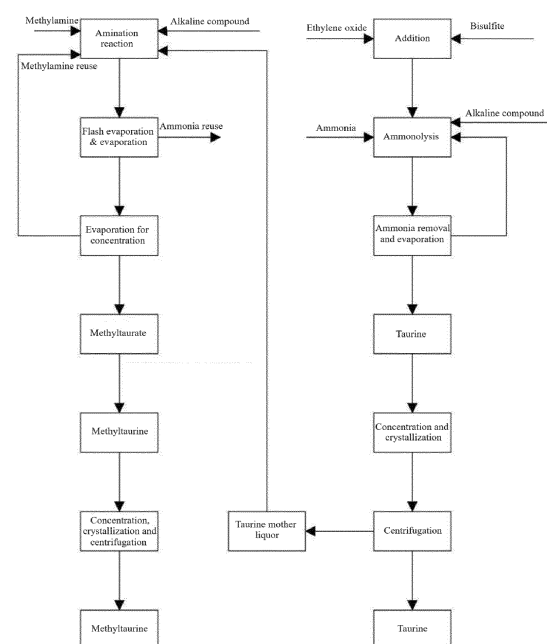 Methylamine
Alkaline compound
Amination
reaction
Methylamine reuse
Flash evaporation
& evaporation
Ammonia reuse
Evaporation for
concentration
Methyltaurate
Methyltaurine
Concentration,
crystallization and
centrifugation
Methyltaurine
Taurine mother
liquor
Ethylene oxide
Bisulfite
Addition
Alkaline compound
Ammonia
Ammonolysis
Ammonia removal
and evaporation
Taurine
Concentration and
crystallization
Centrifugation
Taurine